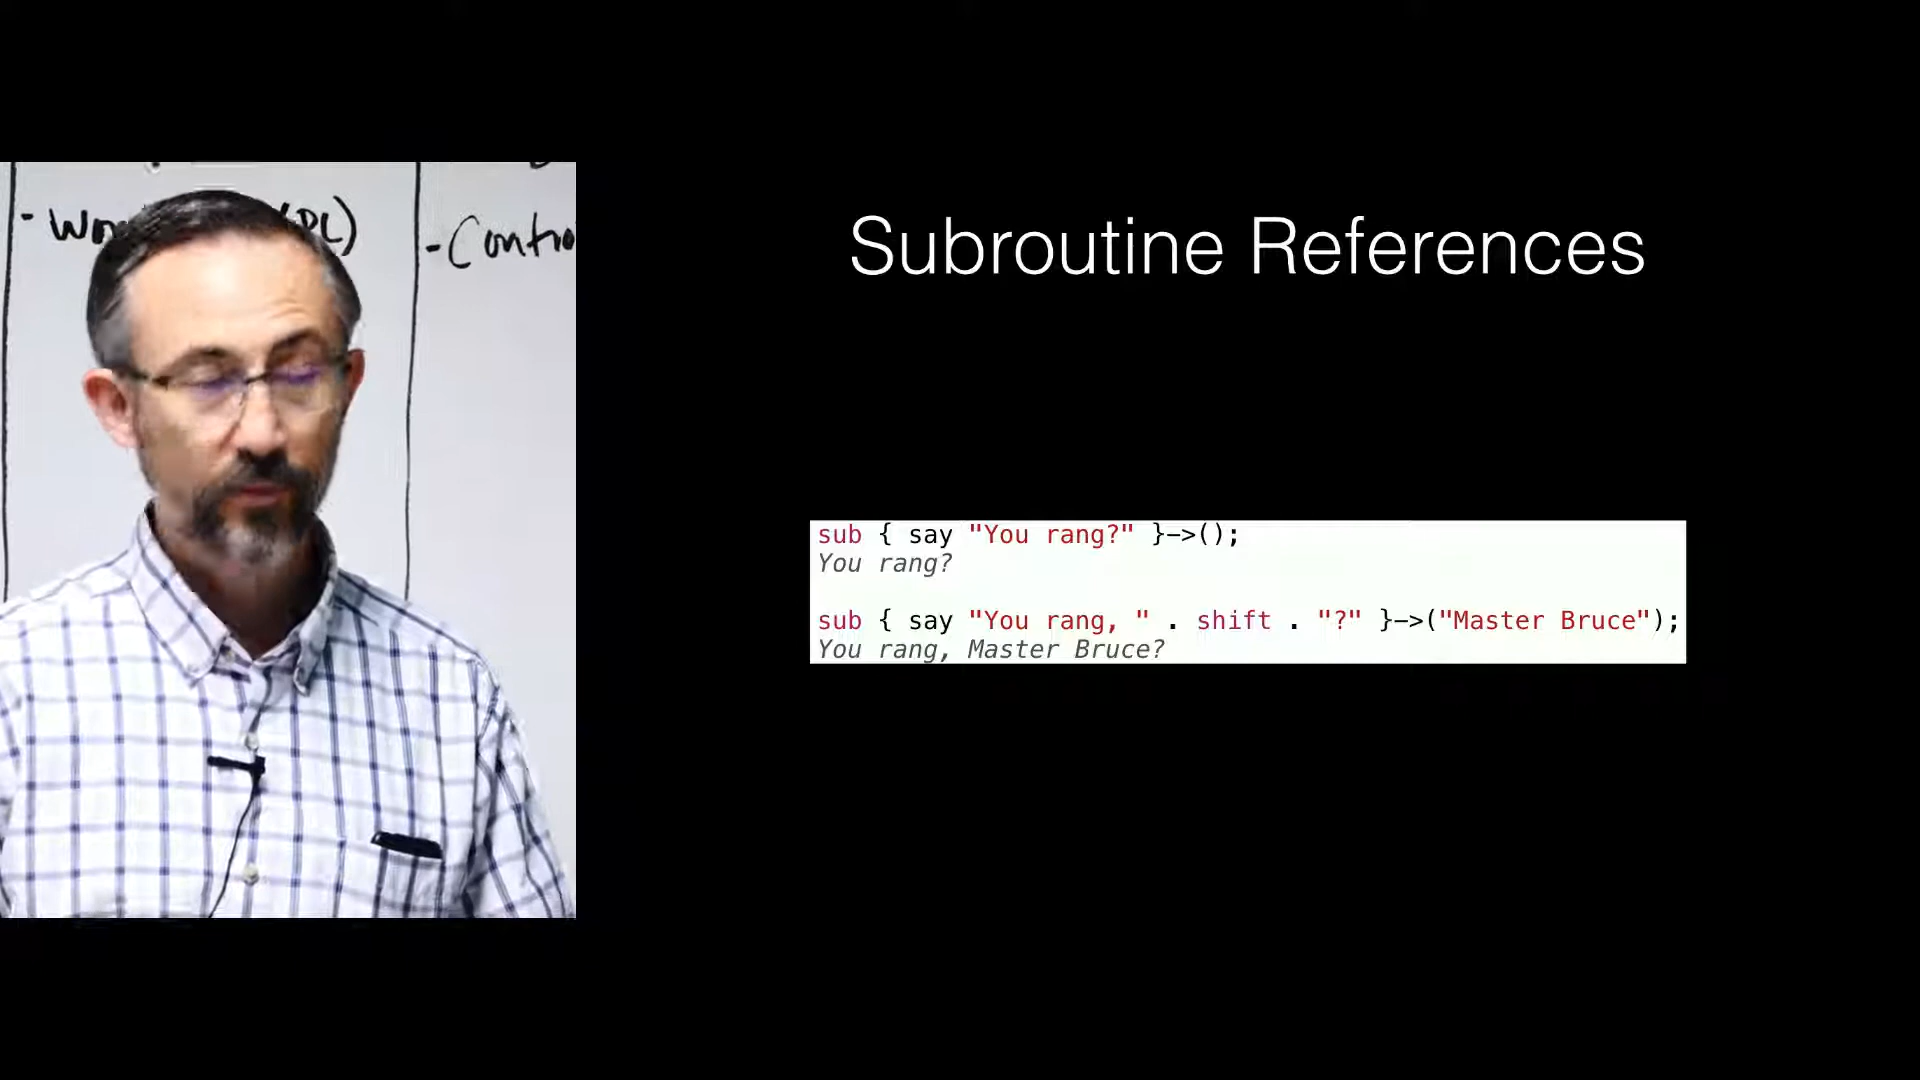 Subroutine References
sub { say "You rang?" }->();
You rang?
sub { say "You rang, " . shift . "?" }->("Master Bruce");
You rang, Master Bruce?